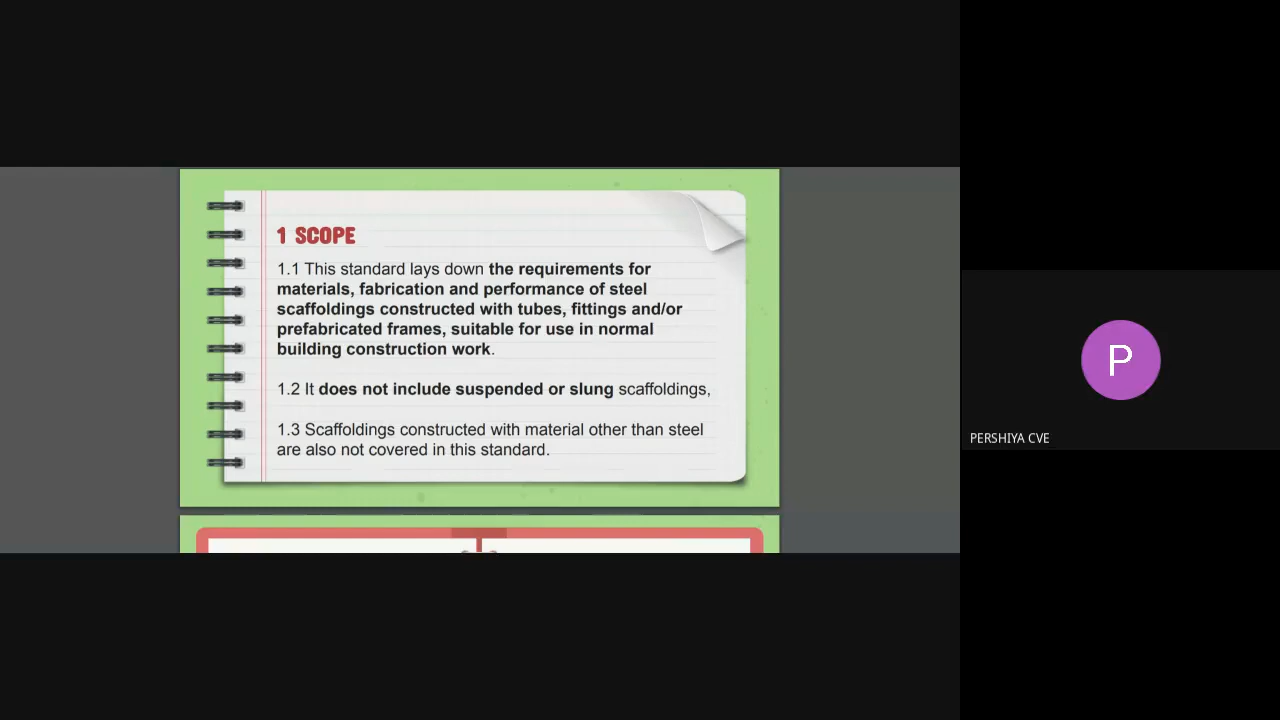 1 SCOPE
1.1 This standard lays down the requirements for
materials, fabrication and performance of steel
scaffoldings constructed with tubes, fittings and/or
prefabricated frames, suitable for use in normal
building construction work.
1.2 It does not include suspended or slung scaffoldings,
1.3 Scaffoldings constructed with material other than steel
are also not covered in this standard.
P
PERSHIYA CVE